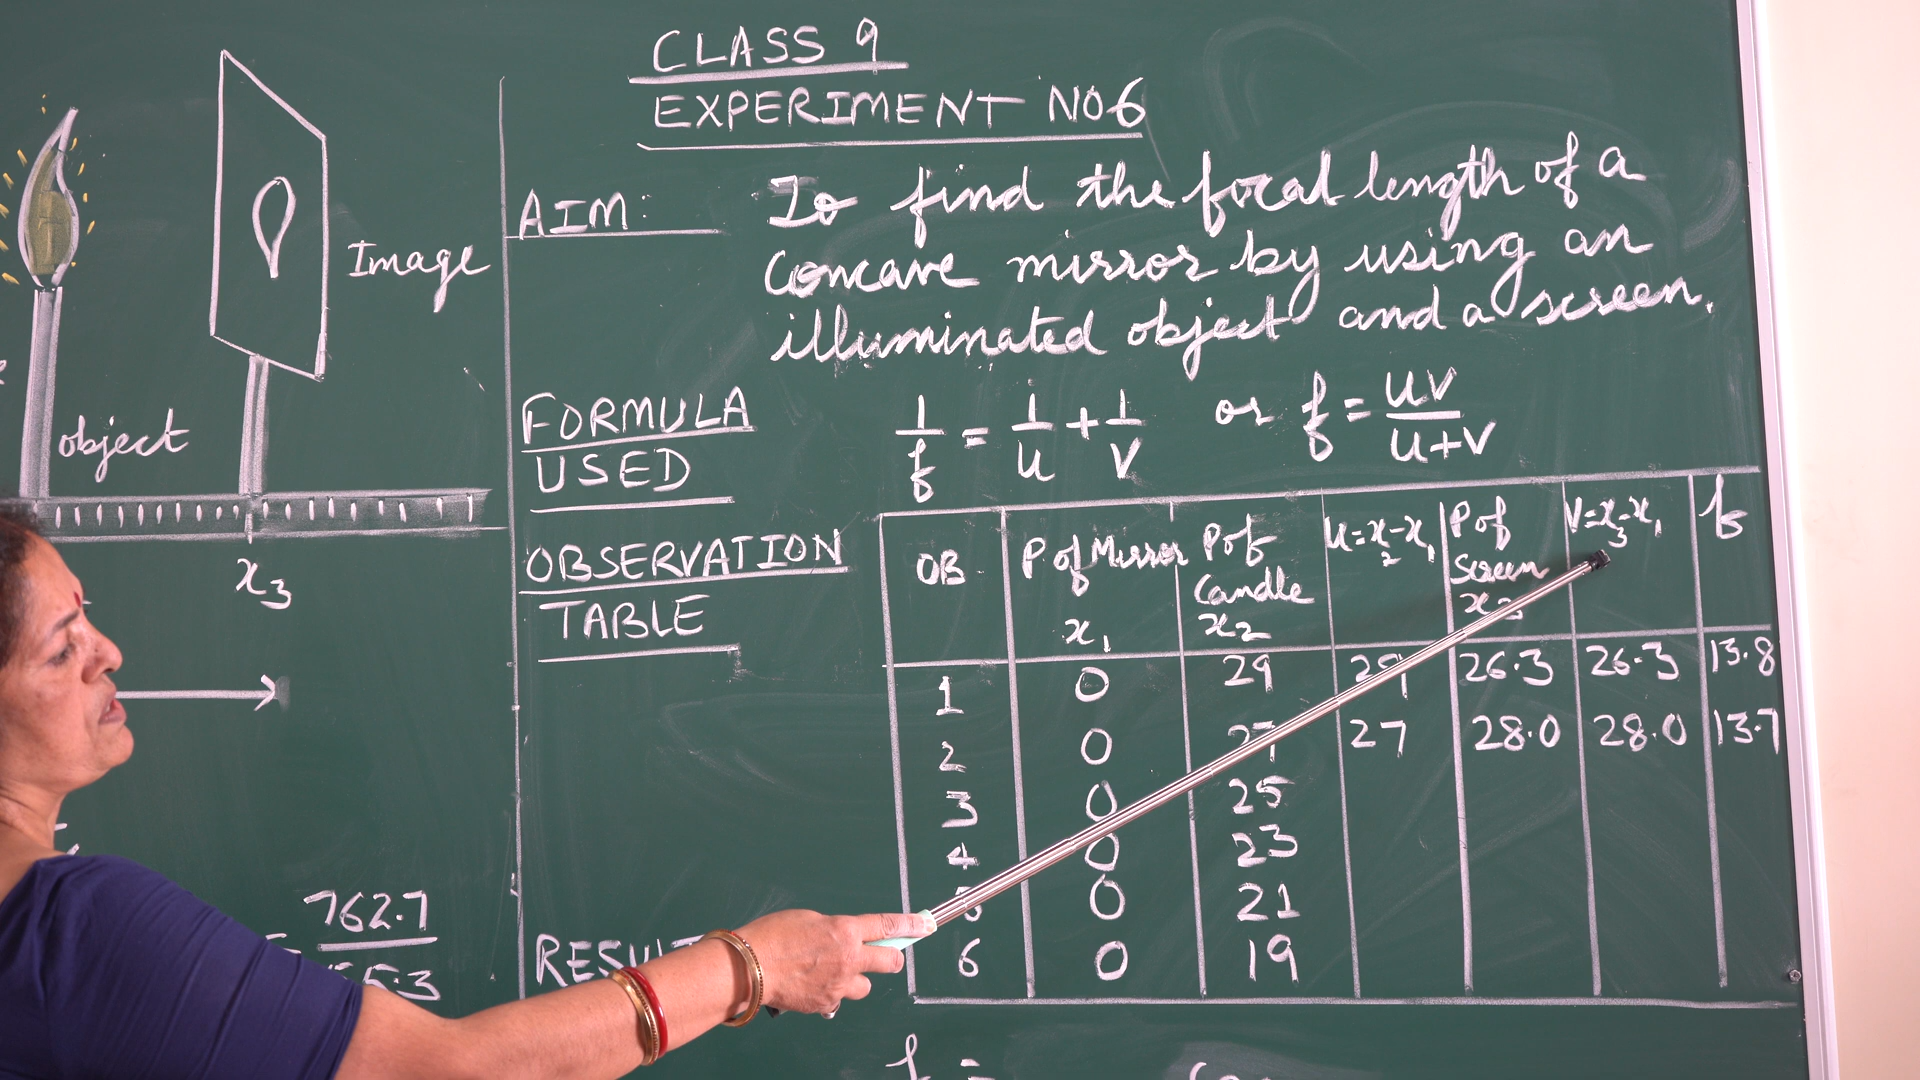 CLASS 9
EXPERIMENT NO6
AIM: To find the focal length of a
concave mirror by using an
illuminated object and a screen.
FORMULA
USED
1/f = 1/u + 1/v or f = uv/u+v
OBSERVATION
TABLE
OB | P of Mirror x₁ | P of Candle x₂ | u=x₂-x₁ | P of Screen x₃ | V=x₃-x₁ | f
1 | 0 | 29 | 29 | 26.3 | 26.3 | 13.8
2 | 0 | 27 | 27 | 28.0 | 28.0 | 13.7
3 | 0 | 25
4 | 0 | 23
5 | 0 | 21
6 | 0 | 19
Image
object
x₃
762.7
55.3
RESULT
f =